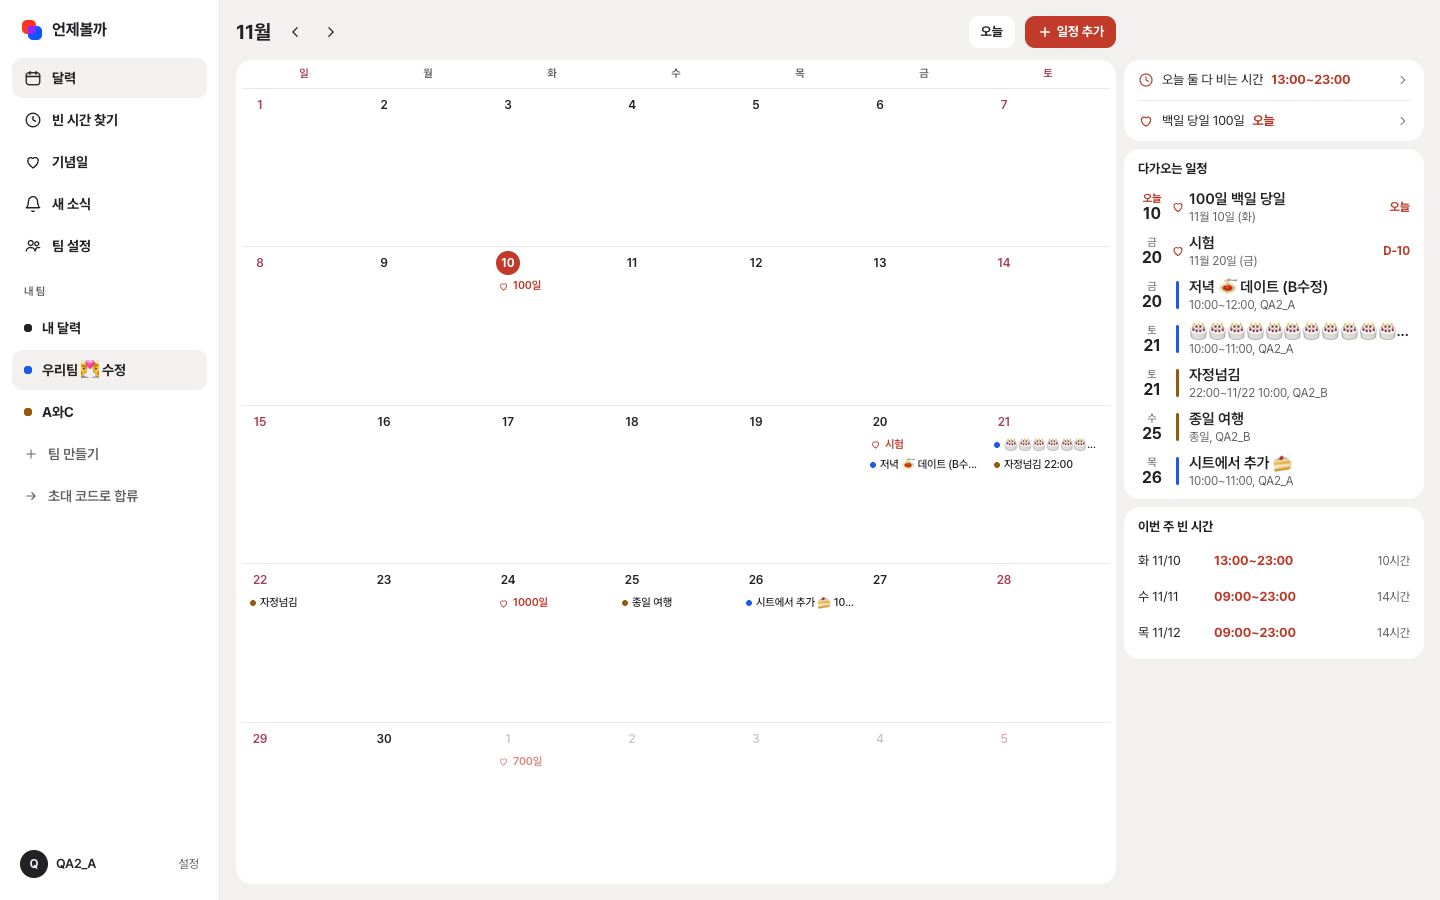 언제볼까
달력
빈 시간 찾기
기념일
새 소식
팀 설정
내 팀
내 달력
우리팀 💏 수정
A와C
팀 만들기
초대 코드로 합류
Q QA2_A 설정
11월 오늘 일정 추가
일 월 화 수 목 금 토
1 2 3 4 5 6 7
8 9 10 11 12 13 14
100일
15 16 17 18 19 20 21
시험 🎂🎂🎂🎂🎂🎂...
저녁 🍝 데이트 (B수... 자정넘김 22:00
22 23 24 25 26 27 28
자정넘김 1000일 종일 여행 시트에서 추가 🍰 10...
29 30 1 2 3 4 5
700일
오늘 둘 다 비는 시간 13:00~23:00
백일 당일 100일 오늘
다가오는 일정
오늘 10 100일 백일 당일 오늘
11월 10일 (화)
금 20 시험 D-10
11월 20일 (금)
금 20 저녁 🍝 데이트 (B수정)
10:00~12:00, QA2_A
토 21 🎂🎂🎂🎂🎂🎂🎂🎂🎂🎂🎂...
10:00~11:00, QA2_A
토 21 자정넘김
22:00~11/22 10:00, QA2_B
수 25 종일 여행
종일, QA2_B
목 26 시트에서 추가 🍰
10:00~11:00, QA2_A
이번 주 빈 시간
화 11/10 13:00~23:00 10시간
수 11/11 09:00~23:00 14시간
목 11/12 09:00~23:00 14시간